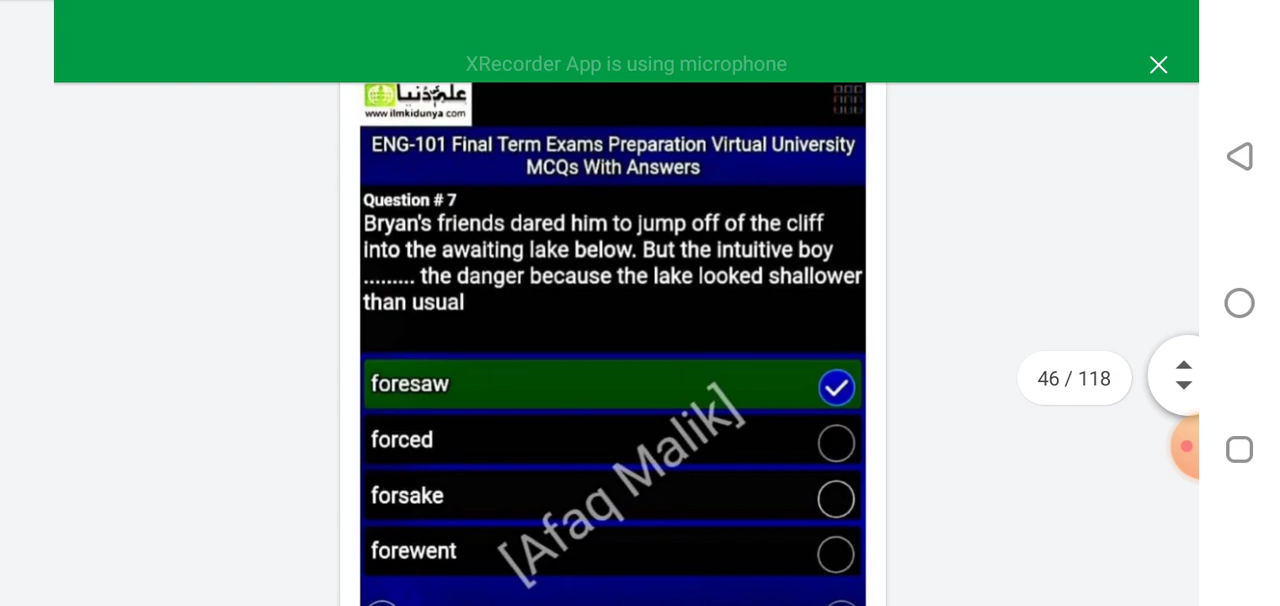 XRecorder App is using microphone
علم کی دنیا
www ilmkidunya com
ENG-101 Final Term Exams Preparation Virtual University
MCQs With Answers
Question # 7
Bryan's friends dared him to jump off of the cliff
into the awaiting lake below. But the intuitive boy
......... the danger because the lake looked shallower
than usual
foresaw
46 / 118
forced
forsake
forewent
[Afaq Malik]